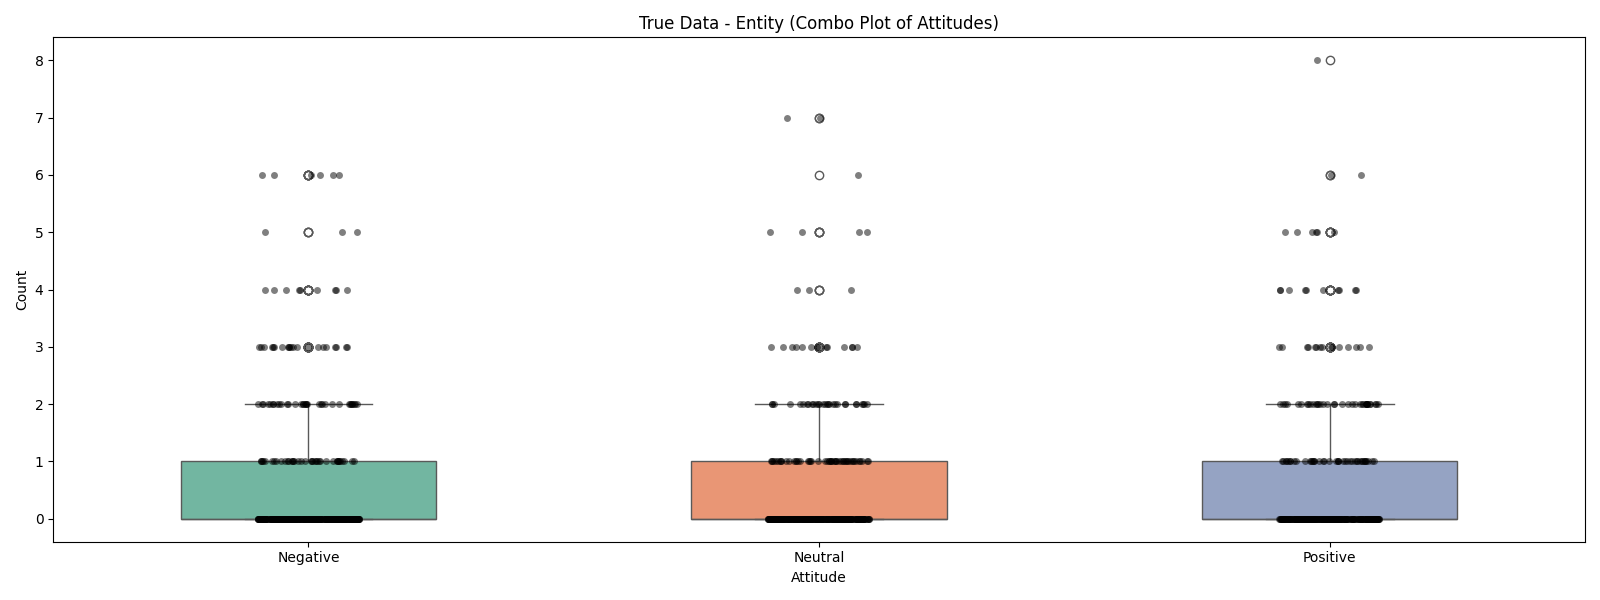 True Data - Entity (Combo Plot of Attitudes)
8
7
6
5
4
3
2
1
0
Count
Negative
Neutral
Positive
Attitude